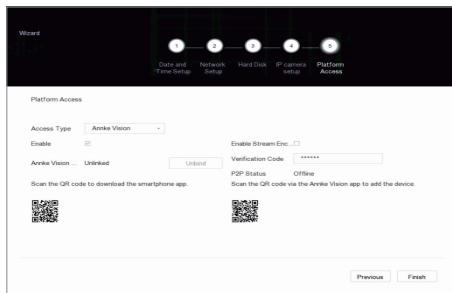 Wizard
1 2 3 4 5
Date and Time Setup
Network Setup
Hard Disk
IP camera setup
Platform Access
Platform Access
Access Type Annke Vision
Enable Enable Stream Enc...
Annke Vision ... Unlinked Unbind Verification Code ******
P2P Status Offline
Scan the QR code to download the smartphone app. Scan the QR code via the Annke Vision app to add the device.
Previous Finish